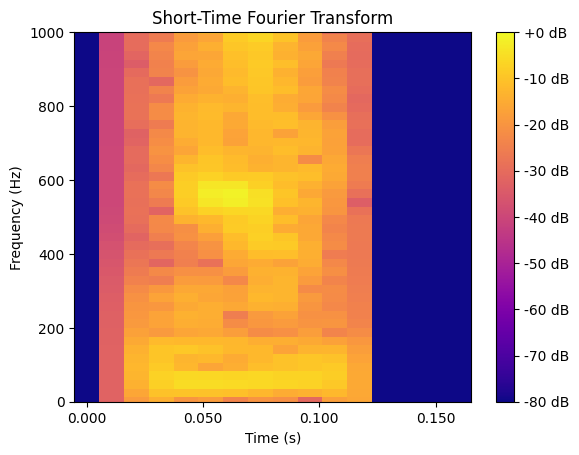 Short-Time Fourier Transform
Frequency (Hz)
1000
800
600
400
200
0
0.000
0.050
0.100
0.150
Time (s)
+0 dB
-10 dB
-20 dB
-30 dB
-40 dB
-50 dB
-60 dB
-70 dB
-80 dB